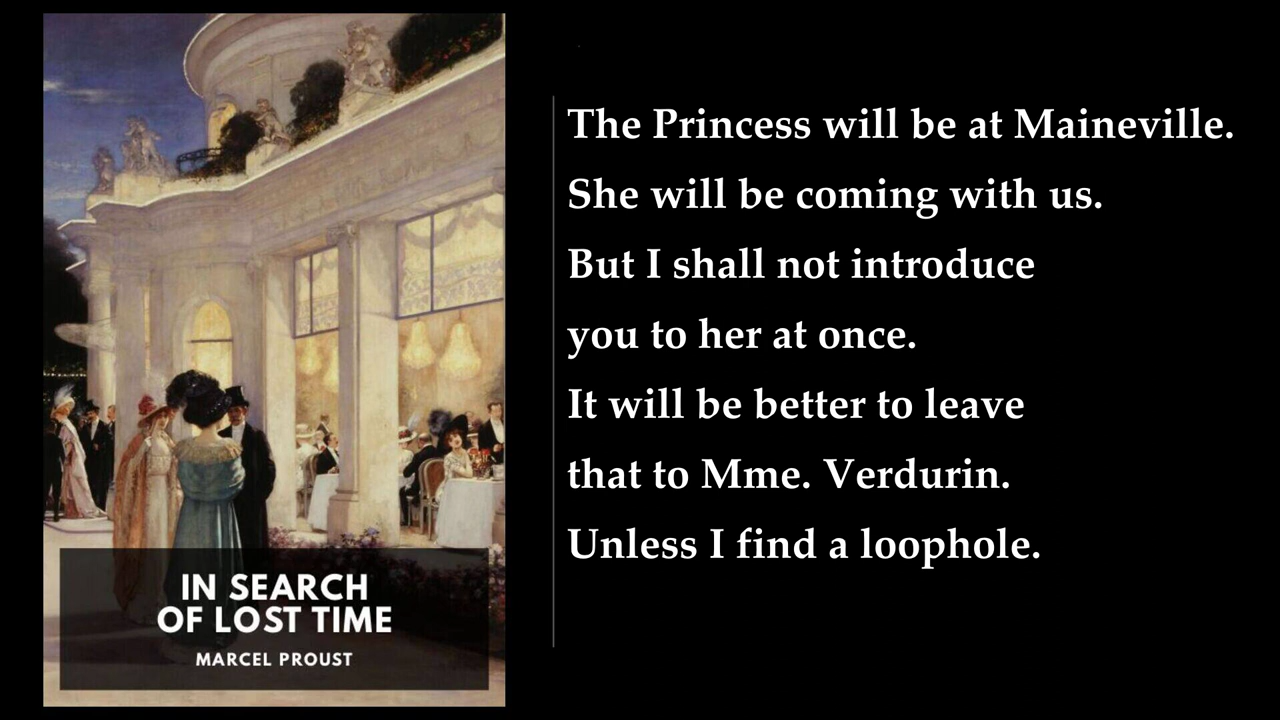 The Princess will be at Maineville.
She will be coming with us.
But I shall not introduce
you to her at once.
It will be better to leave
that to Mme. Verdurin.
Unless I find a loophole.
IN SEARCH
OF LOST TIME
MARCEL PROUST